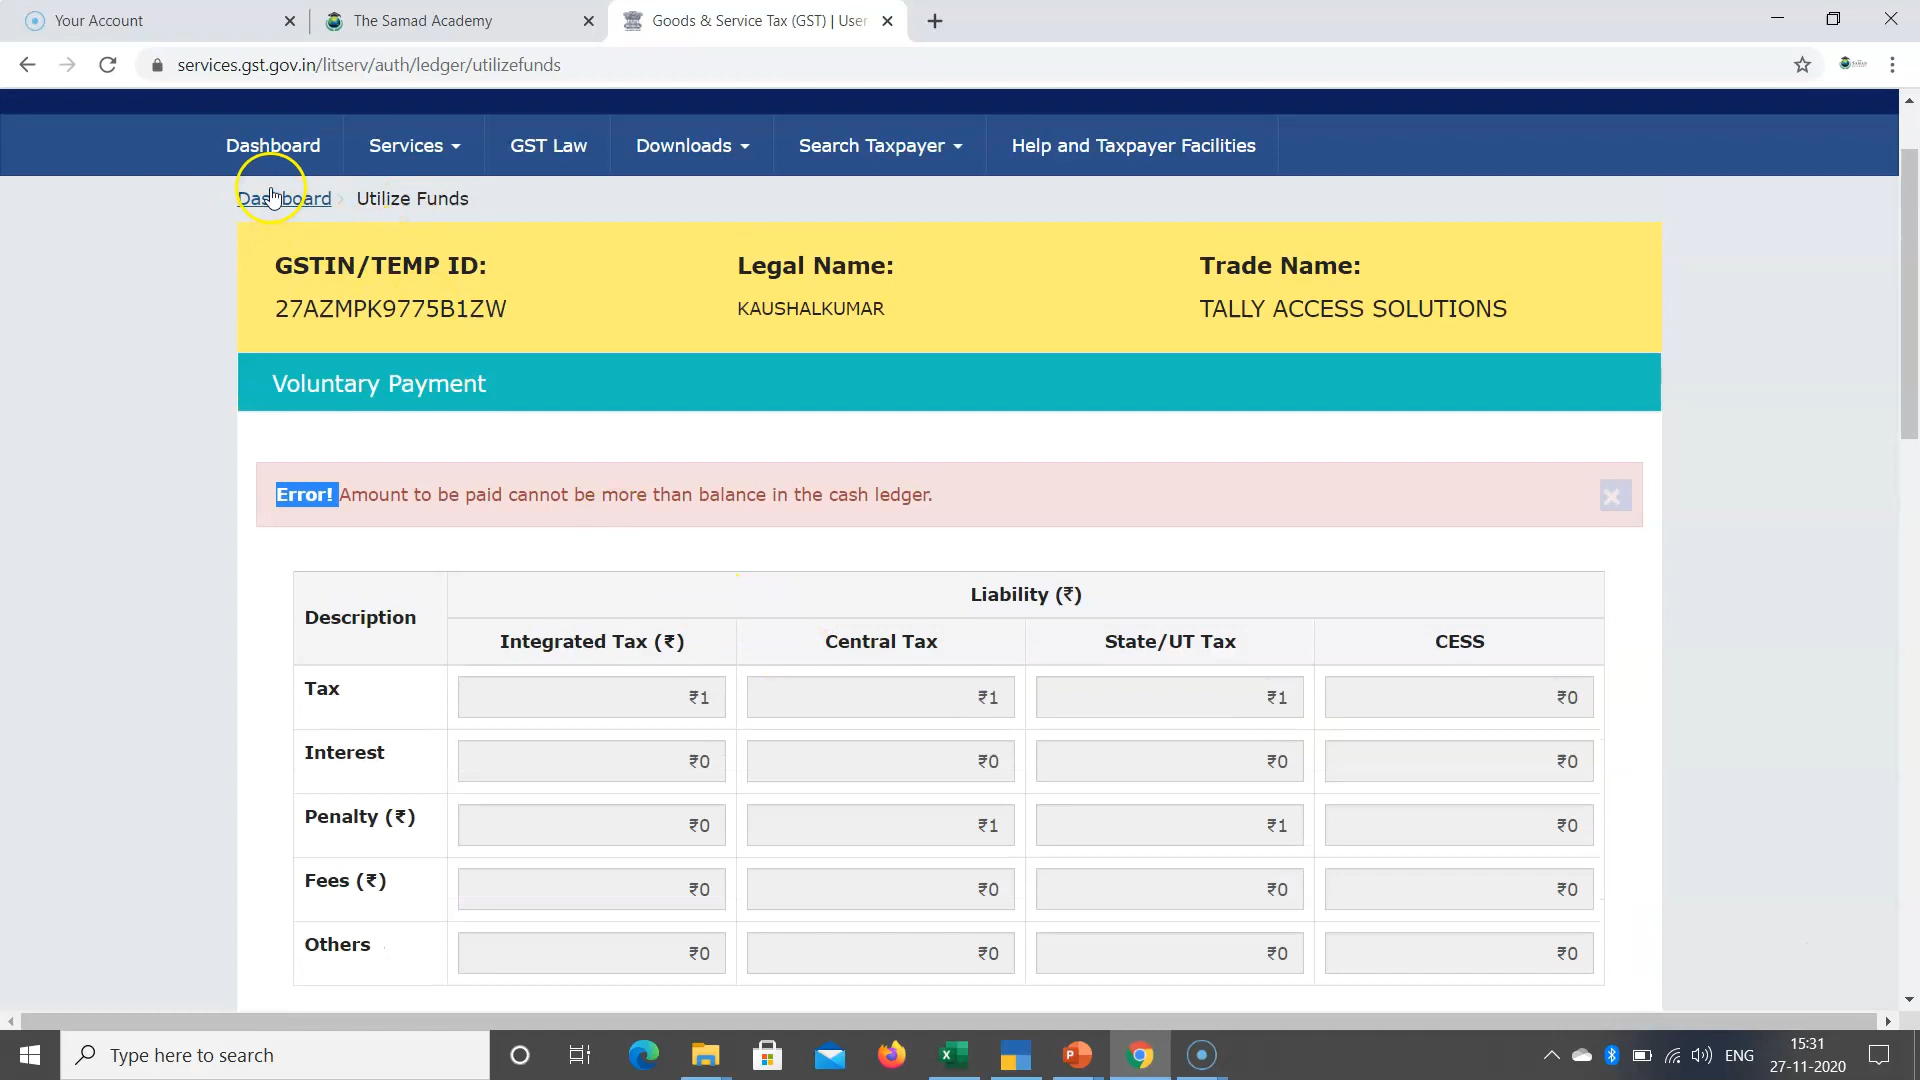 Your Account
The Samad Academy
Goods & Service Tax (GST) | User
services.gst.gov.in/litserv/auth/ledger/utilizefunds
Dashboard Services GST Law Downloads Search Taxpayer Help and Taxpayer Facilities
Dashboard Utilize Funds
GSTIN/TEMP ID: Legal Name: Trade Name:
27AZMPK9775B1ZW KAUSHALKUMAR TALLY ACCESS SOLUTIONS
Voluntary Payment
Error! Amount to be paid cannot be more than balance in the cash ledger.
Description Liability (₹)
Integrated Tax (₹) Central Tax State/UT Tax CESS
Tax ₹1 ₹1 ₹1 ₹0
Interest ₹0 ₹0 ₹0 ₹0
Penalty (₹) ₹0 ₹1 ₹1 ₹0
Fees (₹) ₹0 ₹0 ₹0 ₹0
Others ₹0 ₹0 ₹0 ₹0
Type here to search
ENG
15:31
27-11-2020